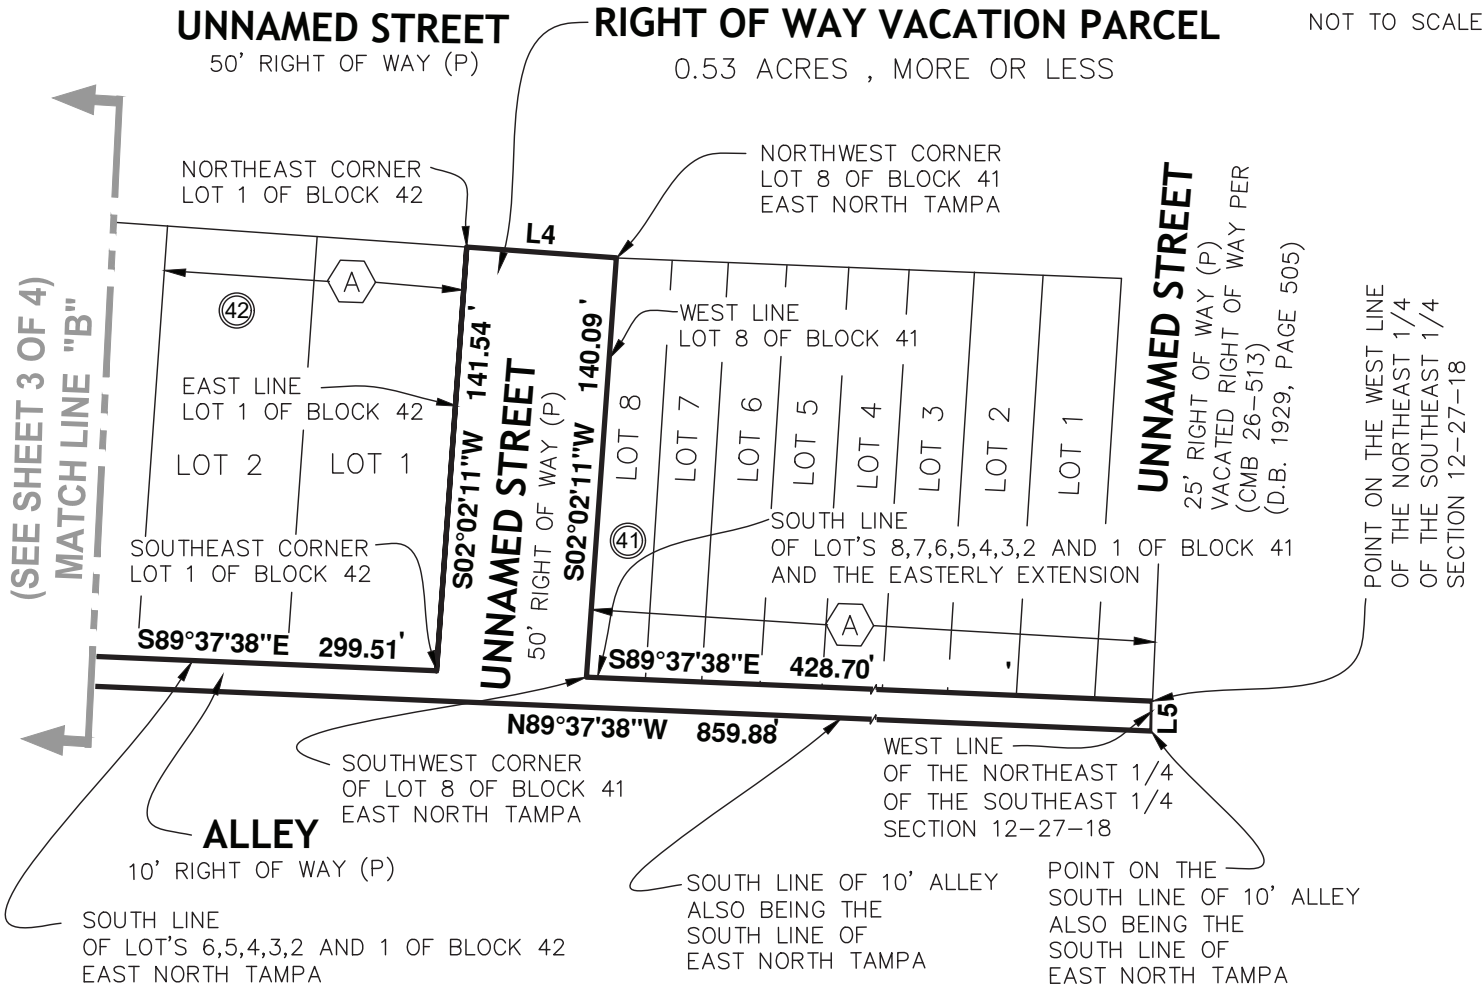 UNNAMED STREET
50' RIGHT OF WAY (P)
RIGHT OF WAY VACATION PARCEL
0.53 ACRES , MORE OR LESS
NOT TO SCALE
NORTHEAST CORNER
LOT 1 OF BLOCK 42
NORTHWEST CORNER
LOT 8 OF BLOCK 41
EAST NORTH TAMPA
L4
(SEE SHEET 3 OF 4)
MATCH LINE "B"
A
42
EAST LINE
LOT 1 OF BLOCK 42
LOT 2
LOT 1
SOUTHEAST CORNER
LOT 1 OF BLOCK 42
S89°37'38"E 299.51'
S02°02'11"W 141.54'
UNNAMED STREET
50' RIGHT OF WAY (P)
S02°02'11"W 140.09'
WEST LINE
LOT 8 OF BLOCK 41
LOT 8
LOT 7
LOT 6
LOT 5
LOT 4
LOT 3
LOT 2
LOT 1
41
SOUTH LINE
OF LOT'S 8,7,6,5,4,3,2 AND 1 OF BLOCK 41
AND THE EASTERLY EXTENSION
A
S89°37'38"E 428.70'
'
UNNAMED STREET
25' RIGHT OF WAY (P)
VACATED RIGHT OF WAY PER
(CMB 26-513)
(D.B. 1929, PAGE 505)
POINT ON THE WEST LINE
OF THE NORTHEAST 1/4
OF THE SOUTHEAST 1/4
SECTION 12-27-18
L5
N89°37'38"W 859.88'
SOUTHWEST CORNER
OF LOT 8 OF BLOCK 41
EAST NORTH TAMPA
WEST LINE
OF THE NORTHEAST 1/4
OF THE SOUTHEAST 1/4
SECTION 12-27-18
ALLEY
10' RIGHT OF WAY (P)
SOUTH LINE
OF LOT'S 6,5,4,3,2 AND 1 OF BLOCK 42
EAST NORTH TAMPA
SOUTH LINE OF 10' ALLEY
ALSO BEING THE
SOUTH LINE OF
EAST NORTH TAMPA
POINT ON THE
SOUTH LINE OF 10' ALLEY
ALSO BEING THE
SOUTH LINE OF
EAST NORTH TAMPA